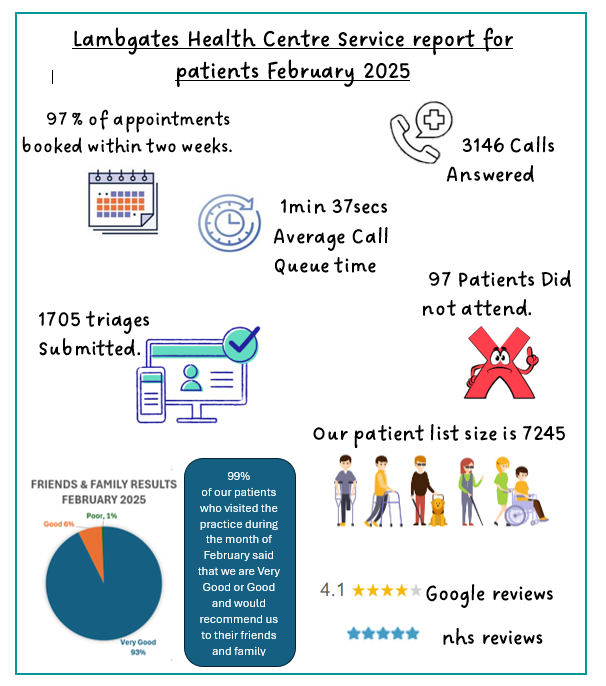 Lambgates Health Centre Service report for
patients February 2025
97% of appointments
booked within two weeks.
3146 Calls
Answered
1min 37secs
Average Call
Queue time
97 Patients Did
not attend.
1705 triages
Submitted.
Our patient list size is 7245
FRIENDS & FAMILY RESULTS
FEBRUARY 2025
Poor, 1%
Good 6%
Very Good
93%
99%
of our patients
who visited the
practice during
the month of
February said
that we are Very
Good or Good
and would
recommend us
to their friends
and family
4.1 Google reviews
nhs reviews